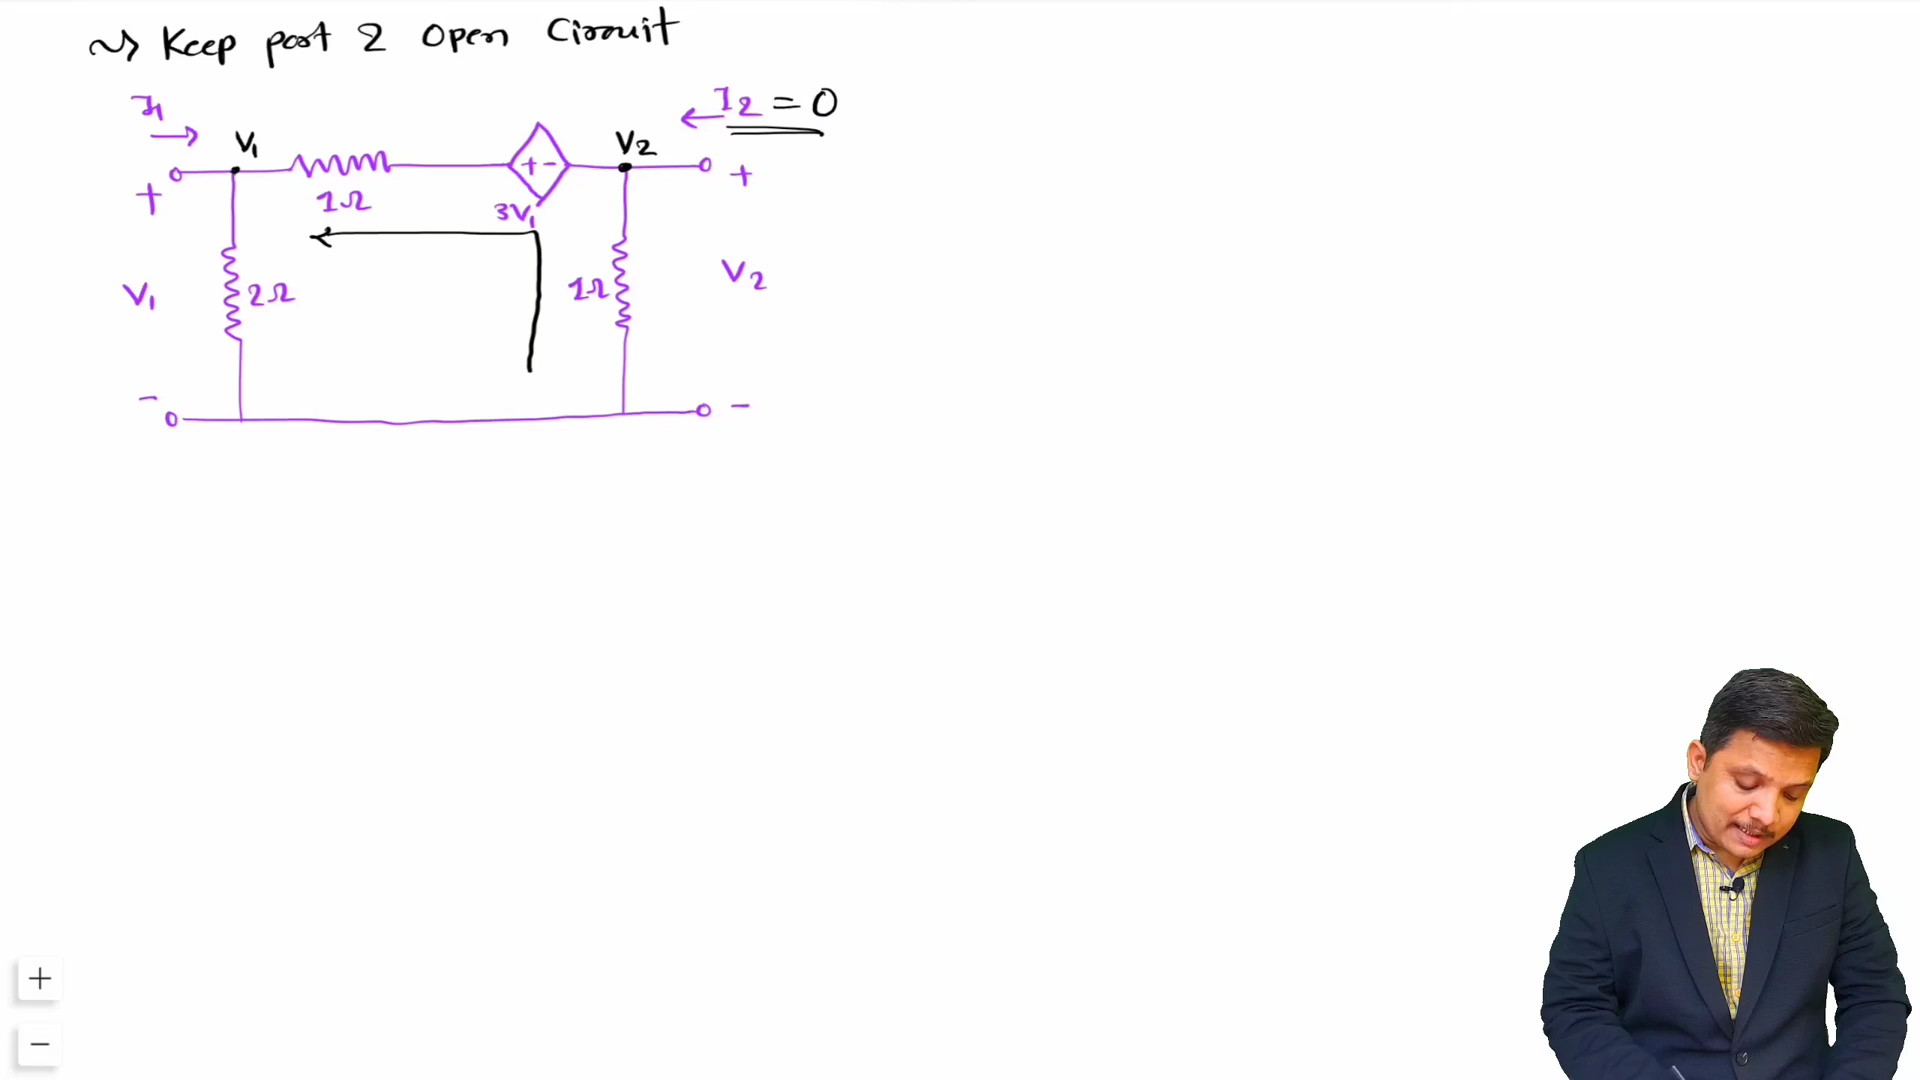 ~> Keep port 2 Open Circuit
I1
I2 = 0
V1
V2
+
+ -
+
1Ω
3V1
V1
2Ω
1Ω
V2
-
-
+
−